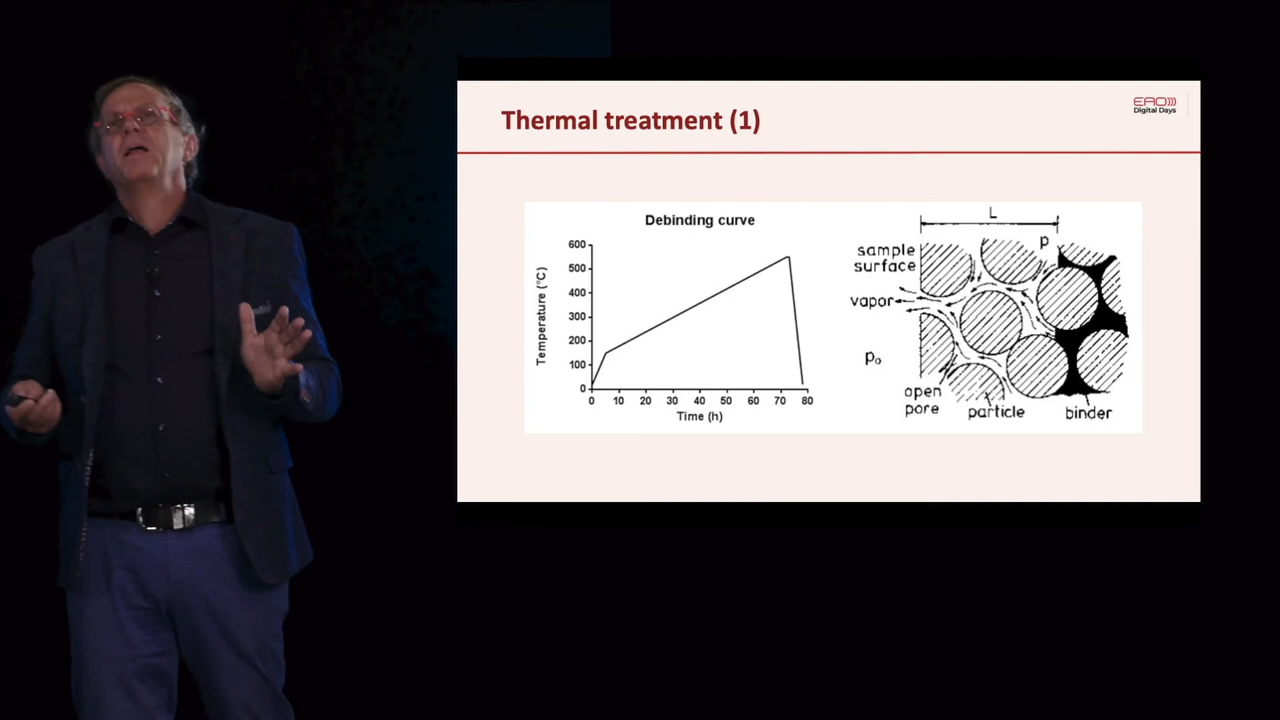 Thermal treatment (1)
EAO)))
Digital Days
Debinding curve
Temperature (°C)
600
500
400
300
200
100
0
0 10 20 30 40 50 60 70 80
Time (h)
L
p
sample
surface
vapor
p₀
open
pore
particle
binder